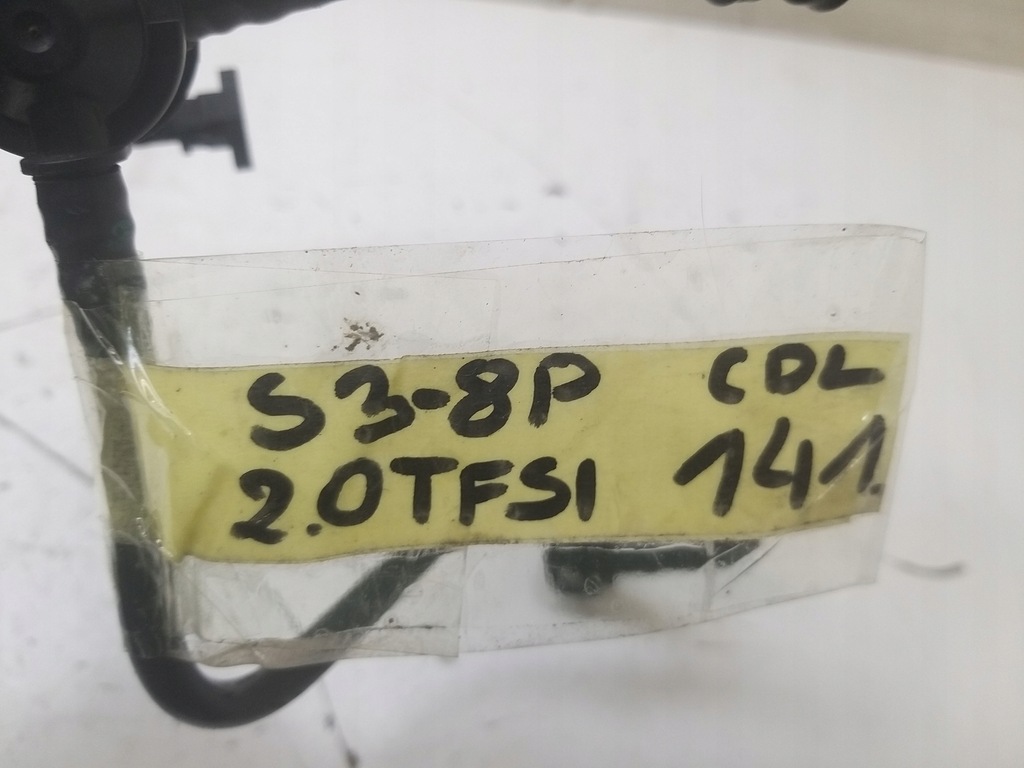 S3-8P CDL
2.0TFSI 141.